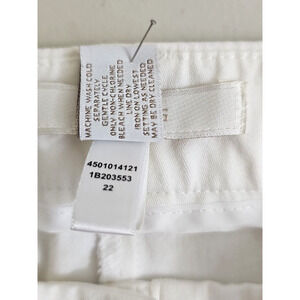 MACHINE WASH COLD
SEPARATELY
GENTLE CYCLE
ONLY NON-CHLORINE
BLEACH WHEN NEEDED
LINE DRY
IRON ON LOWEST
SETTING AS NEEDED
MAY BE DRY CLEANED
4501014121
1B203553
22